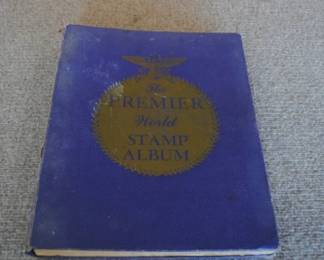 The
PREMIER
World
STAMP
ALBUM